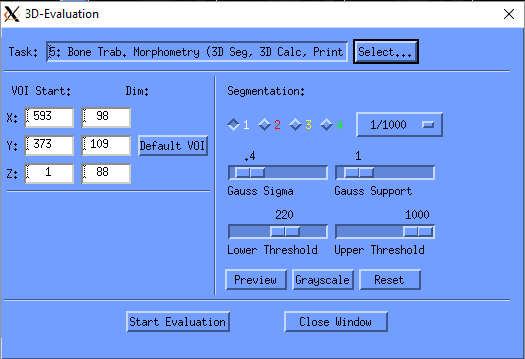 3D-Evaluation
Task: 5: Bone Trab. Morphometry (3D Seg, 3D Calc, Print Select...
VOI Start: Dim:
X: 593 98
Y: 373 109 Default VOI
Z: 1 88
Segmentation:
1 2 3 4 1/1000
.4 1
Gauss Sigma Gauss Support
220 1000
Lower Threshold Upper Threshold
Preview Grayscale Reset
Start Evaluation Close Window